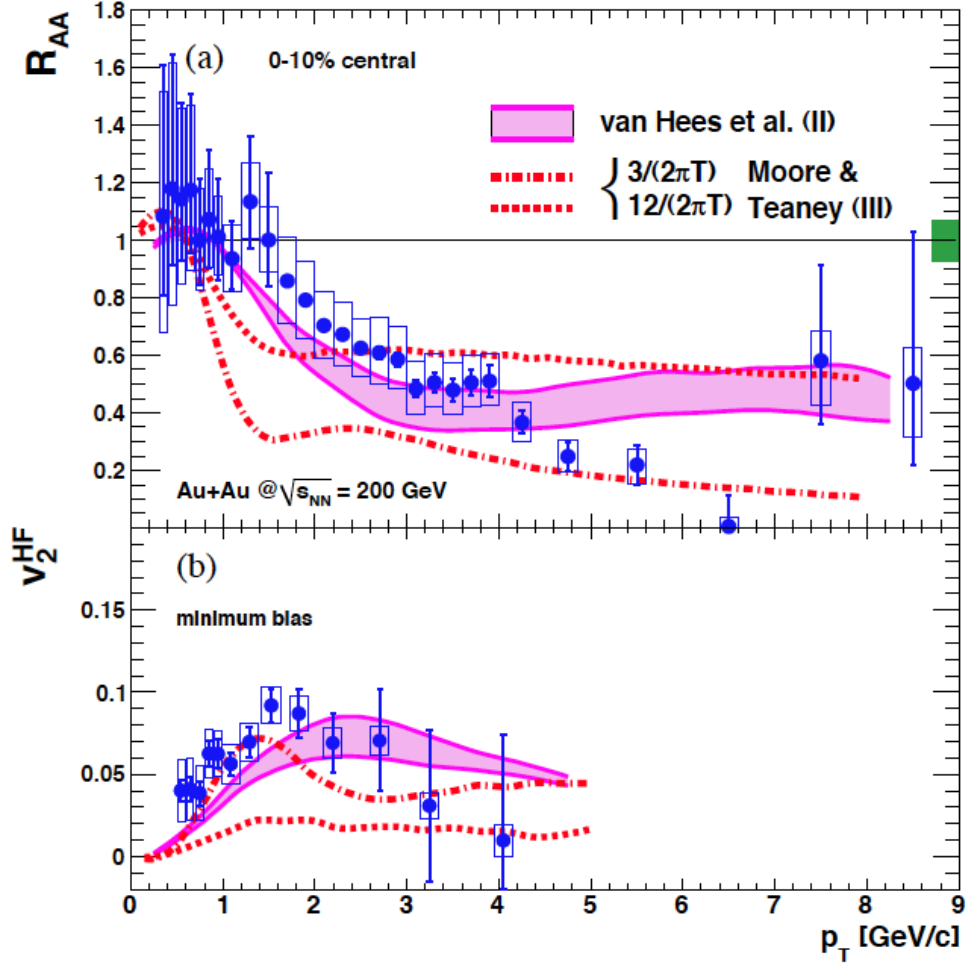 R_AA
1.8
1.6
1.4
1.2
1
0.8
0.6
0.4
0.2
(a)
0-10% central
van Hees et al. (II)
3/(2πT) Moore &
12/(2πT) Teaney (III)
Au+Au @ √s_NN = 200 GeV
v_2^HF
0.15
0.1
0.05
0
(b)
minimum bias
0 1 2 3 4 5 6 7 8 9
p_T [GeV/c]